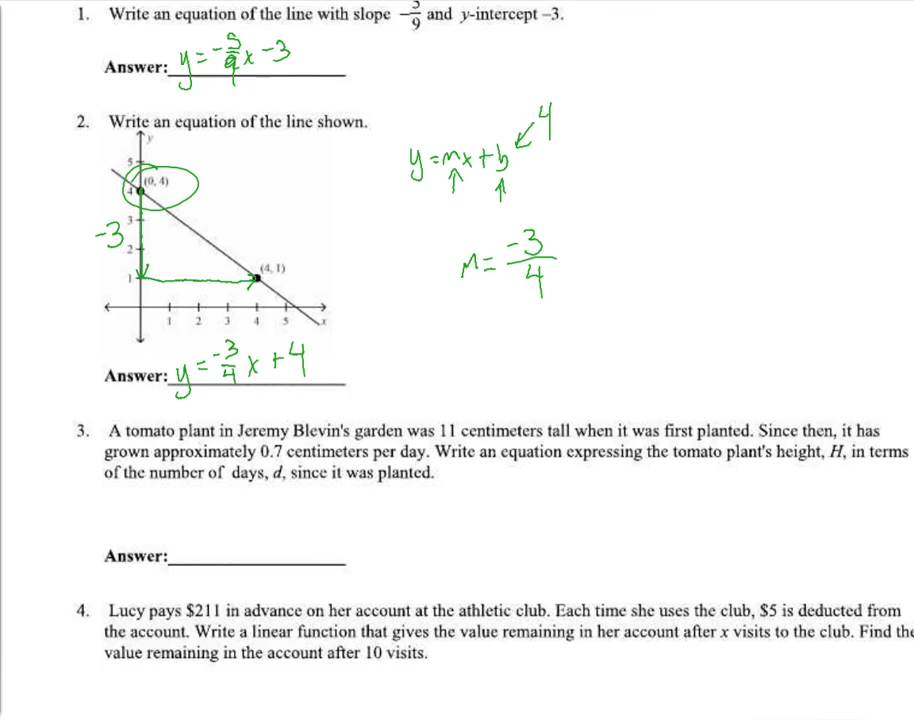 1. Write an equation of the line with slope -5/9 and y-intercept –3.
Answer: y = -5/9 x - 3
2. Write an equation of the line shown.
y
5
(0, 4)
4
3
-3
2
(4, 1)
1
1 2 3 4 5 x
4
y = mx + b
m = -3/4
Answer: y = -3/4 x + 4
3. A tomato plant in Jeremy Blevin's garden was 11 centimeters tall when it was first planted. Since then, it has
grown approximately 0.7 centimeters per day. Write an equation expressing the tomato plant's height, H, in terms
of the number of days, d, since it was planted.
Answer:
4. Lucy pays $211 in advance on her account at the athletic club. Each time she uses the club, $5 is deducted from
the account. Write a linear function that gives the value remaining in her account after x visits to the club. Find the
value remaining in the account after 10 visits.